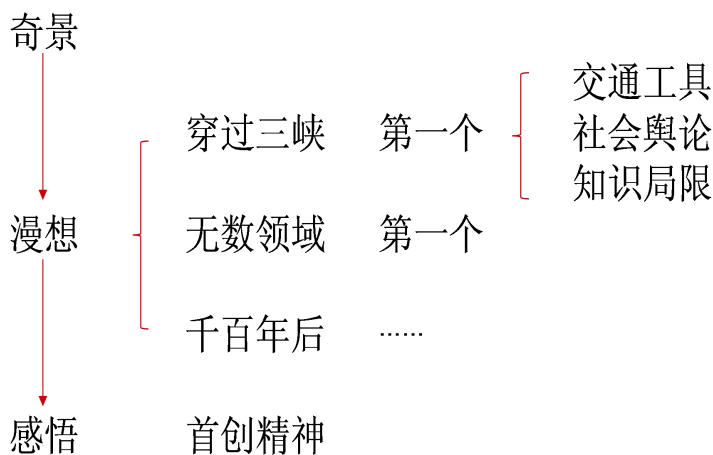 奇景
交通工具
穿过三峡 第一个
社会舆论
知识局限
漫想
无数领域 第一个
千百年后 ……
感悟
首创精神